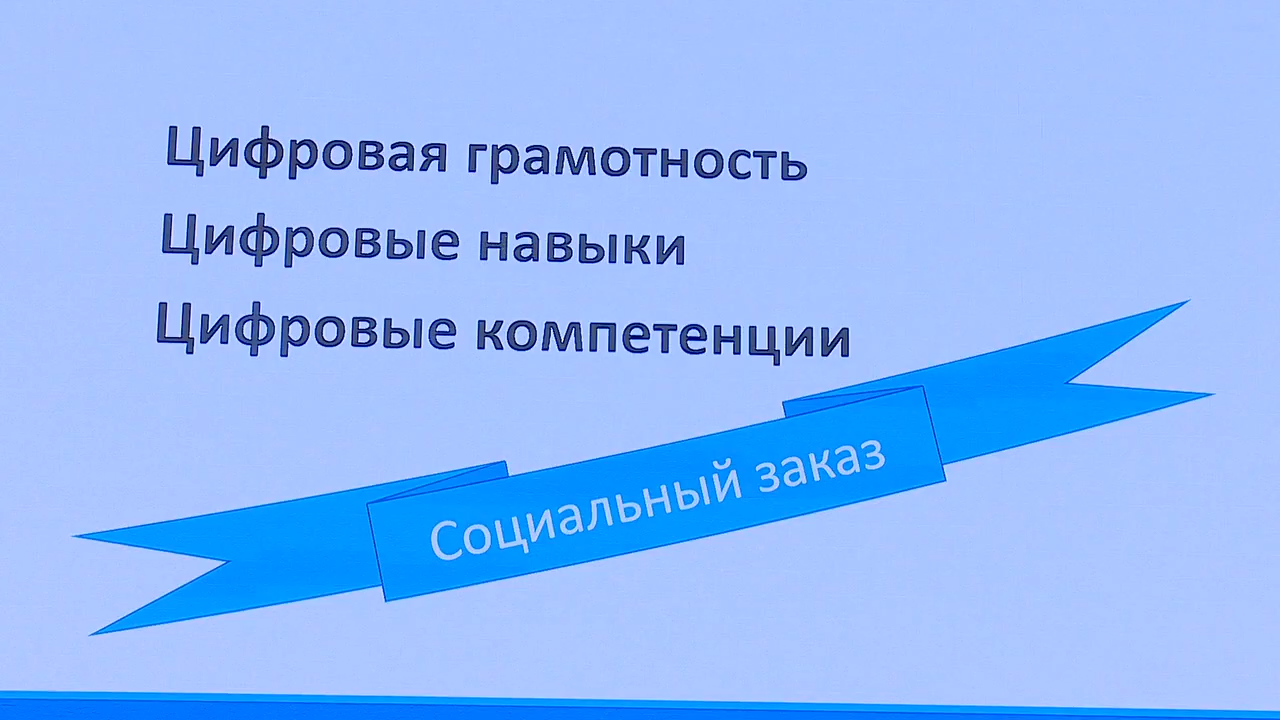 Цифровая грамотность
Цифровые навыки
Цифровые компетенции
Социальный заказ